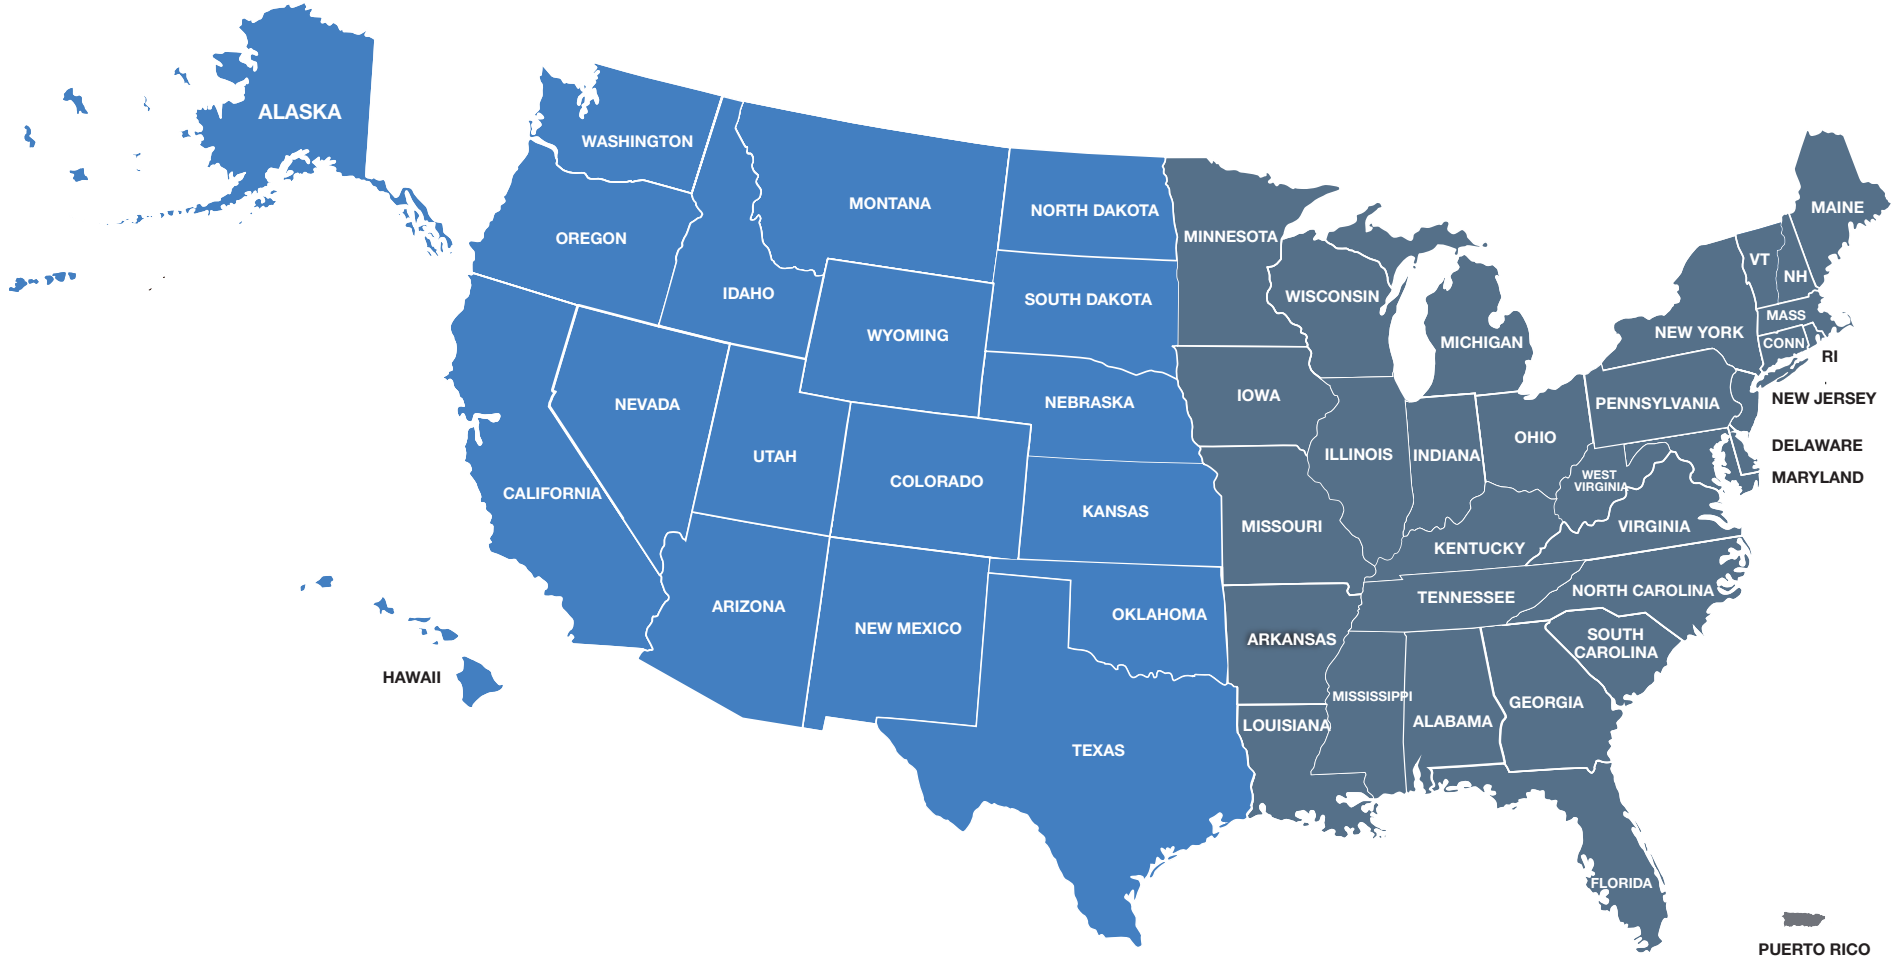 ALASKA
WASHINGTON
MONTANA
NORTH DAKOTA
MINNESOTA
MAINE
OREGON
VT
NH
IDAHO
SOUTH DAKOTA
WISCONSIN
MASS
WYOMING
MICHIGAN
NEW YORK
CONN
RI
NEVADA
NEBRASKA
IOWA
PENNSYLVANIA
NEW JERSEY
OHIO
DELAWARE
UTAH
COLORADO
ILLINOIS
INDIANA
WEST
VIRGINIA
MARYLAND
CALIFORNIA
KANSAS
MISSOURI
VIRGINIA
KENTUCKY
ARIZONA
NEW MEXICO
OKLAHOMA
TENNESSEE
NORTH CAROLINA
ARKANSAS
SOUTH
CAROLINA
HAWAII
MISSISSIPPI
GEORGIA
LOUISIANA
ALABAMA
TEXAS
FLORIDA
PUERTO RICO